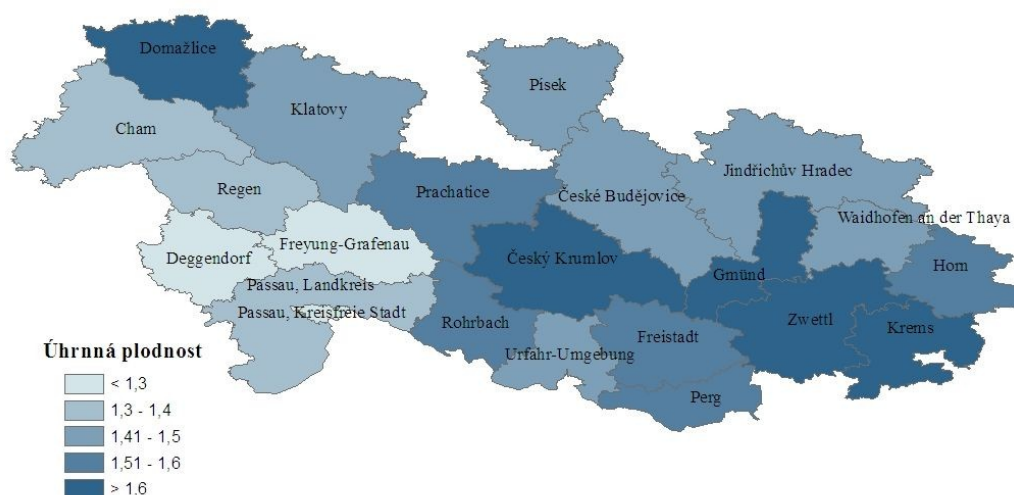 Domažlice
Písek
Klatovy
Cham
Jindřichův Hradec
Regen
Prachatice
České Budějovice
Waidhofen an der Thaya
Freyung-Grafenau
Deggendorf
Český Krumlov
Horn
Gmünd
Passau, Landkreis
Passau, Kreisfreie Stadt
Rohrbach
Zwettl
Krems
Freistadt
Urfahr-Umgebung
Perg
Úhrnná plodnost
< 1,3
1,3 - 1,4
1,41 - 1,5
1,51 - 1,6
> 1.6